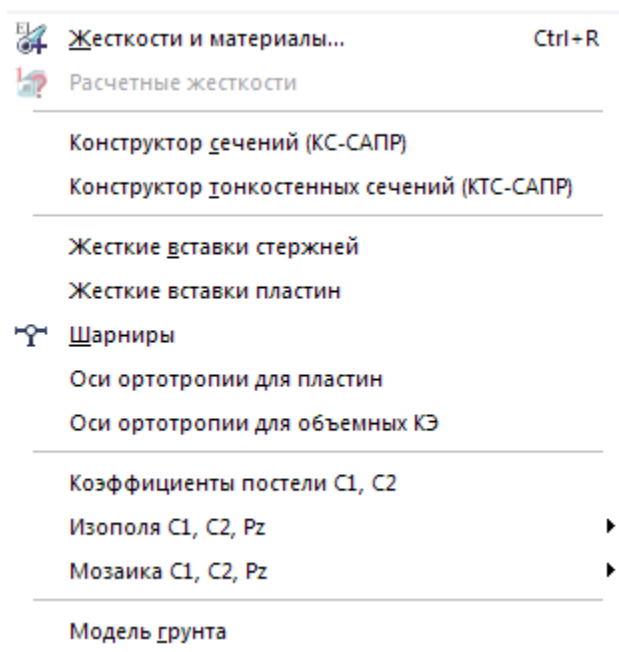 Жесткости и материалы... Ctrl+R
Расчетные жесткости
Конструктор сечений (КС-САПР)
Конструктор тонкостенных сечений (КТС-САПР)
Жесткие вставки стержней
Жесткие вставки пластин
Шарниры
Оси ортотропии для пластин
Оси ортотропии для объемных КЭ
Коэффициенты постели С1, С2
Изополя С1, С2, Pz
Мозаика С1, С2, Pz
Модель грунта